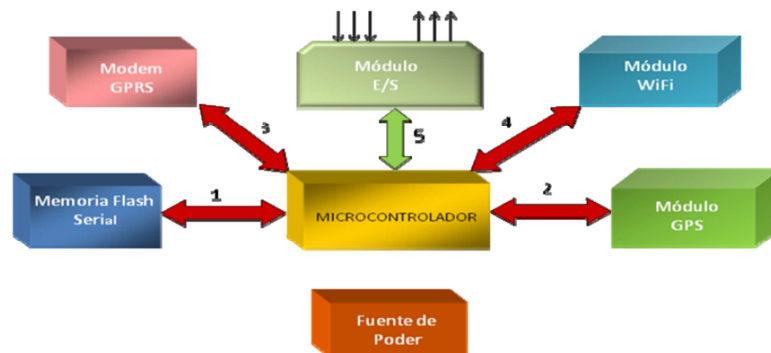 Modem
GPRS
Módulo
E/S
Módulo
WiFi
3
5
4
Memoria Flash
Serial
1
MICROCONTROLADOR
2
Módulo
GPS
Fuente de
Poder